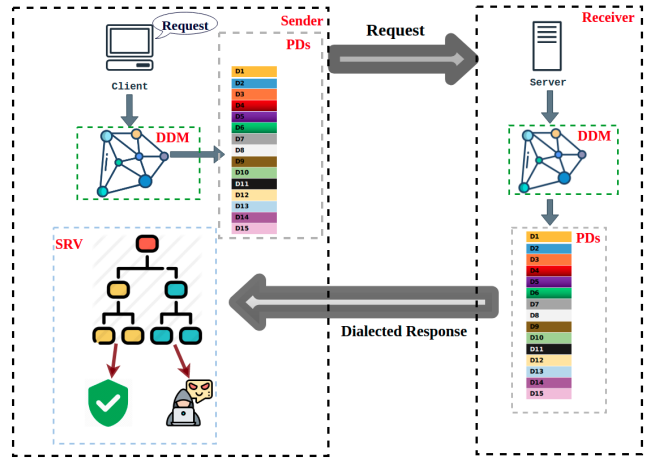 Request
Client
DDM
Sender
PDs
D1
D2
D3
D4
D5
D6
D7
D8
D9
D10
D11
D12
D13
D14
D15
Request
Receiver
Server
DDM
PDs
D1
D2
D3
D4
D5
D6
D7
D8
D9
D10
D11
D12
D13
D14
D15
Dialected Response
SRV